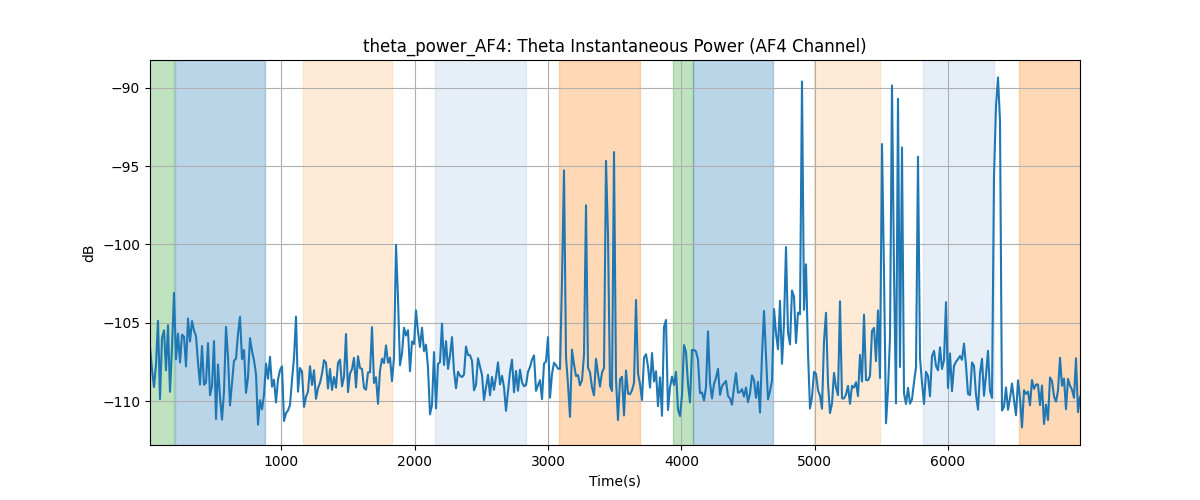 theta_power_AF4: Theta Instantaneous Power (AF4 Channel)
−90
−95
−100
−105
−110
dB
1000 2000 3000 4000 5000 6000
Time(s)